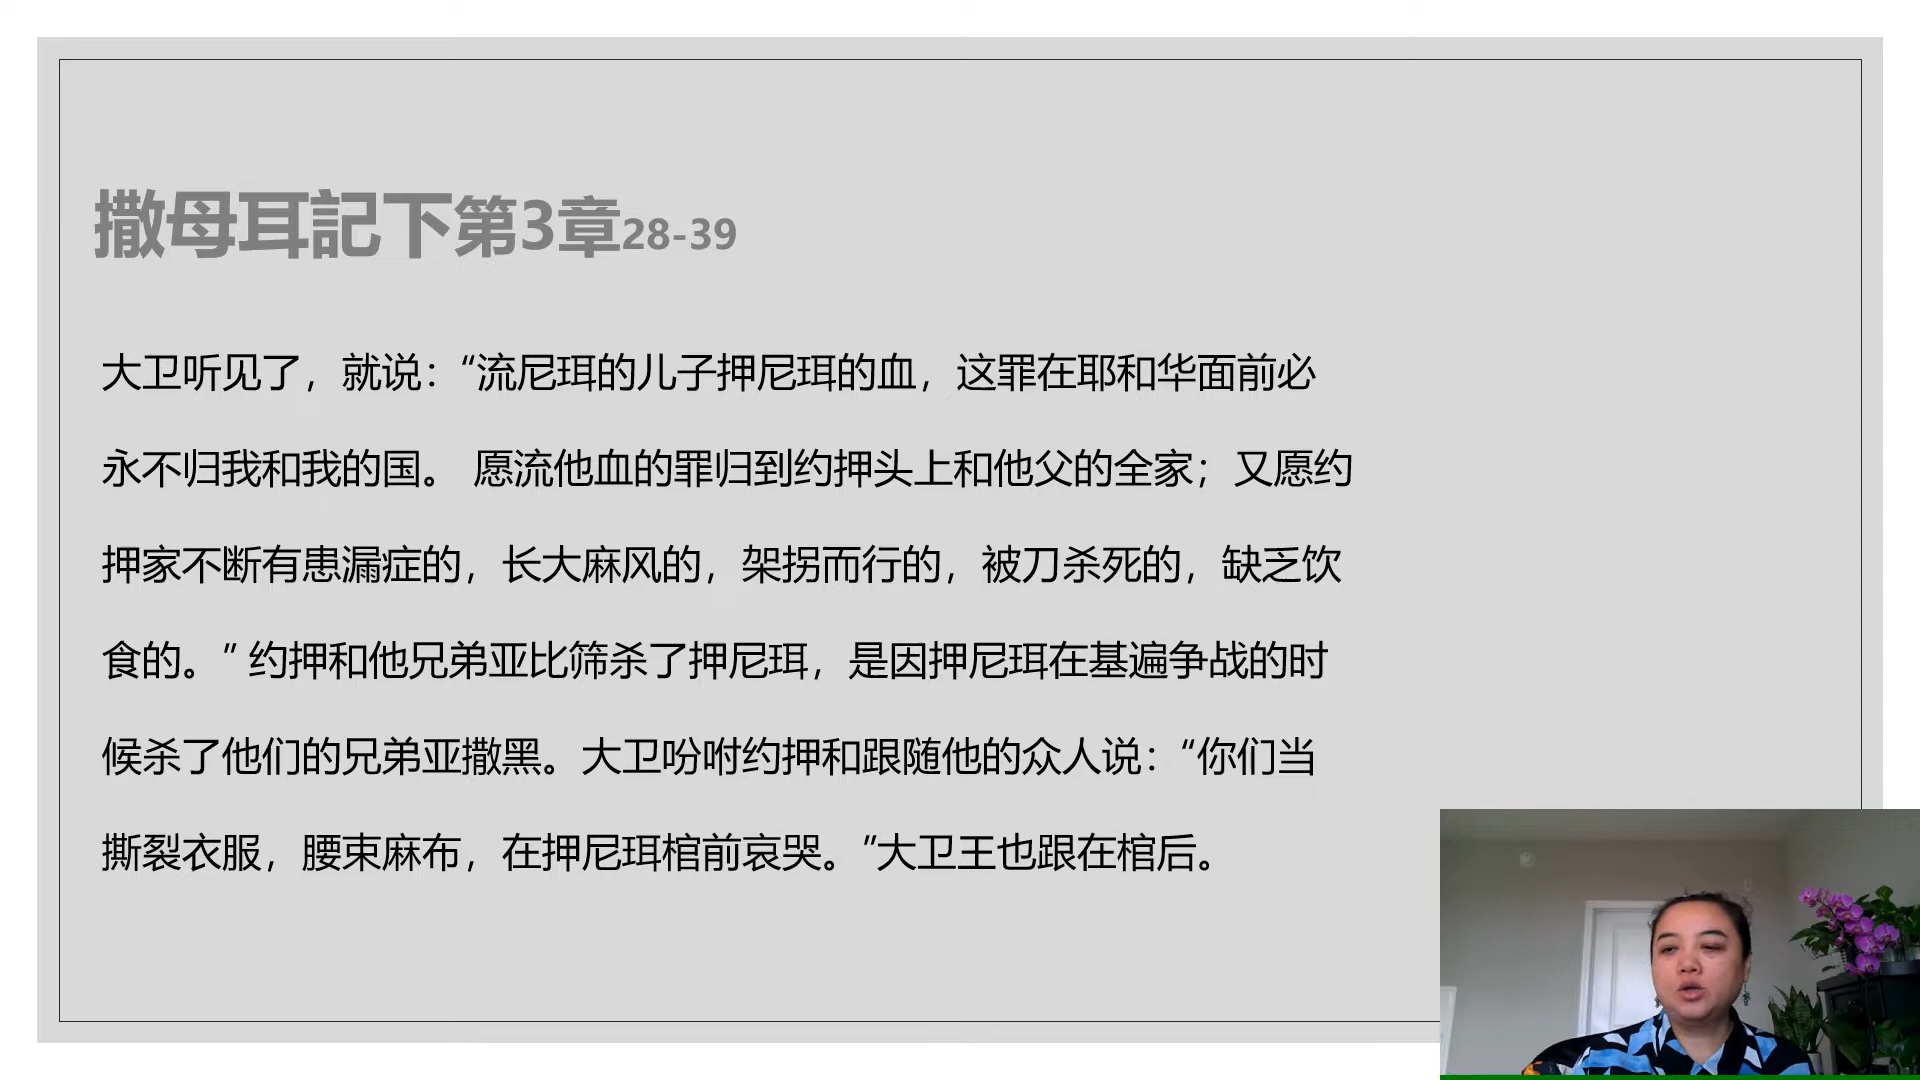 撒母耳記下第3章28-39
大卫听见了，就说：“流尼珥的儿子押尼珥的血，这罪在耶和华面前必
永不归我和我的国。 愿流他血的罪归到约押头上和他父的全家；又愿约
押家不断有患漏症的，长大麻风的，架拐而行的，被刀杀死的，缺乏饮
食的。” 约押和他兄弟亚比筛杀了押尼珥，是因押尼珥在基遍争战的时
候杀了他们的兄弟亚撒黑。大卫吩咐约押和跟随他的众人说：“你们当
撕裂衣服，腰束麻布，在押尼珥棺前哀哭。”大卫王也跟在棺后。